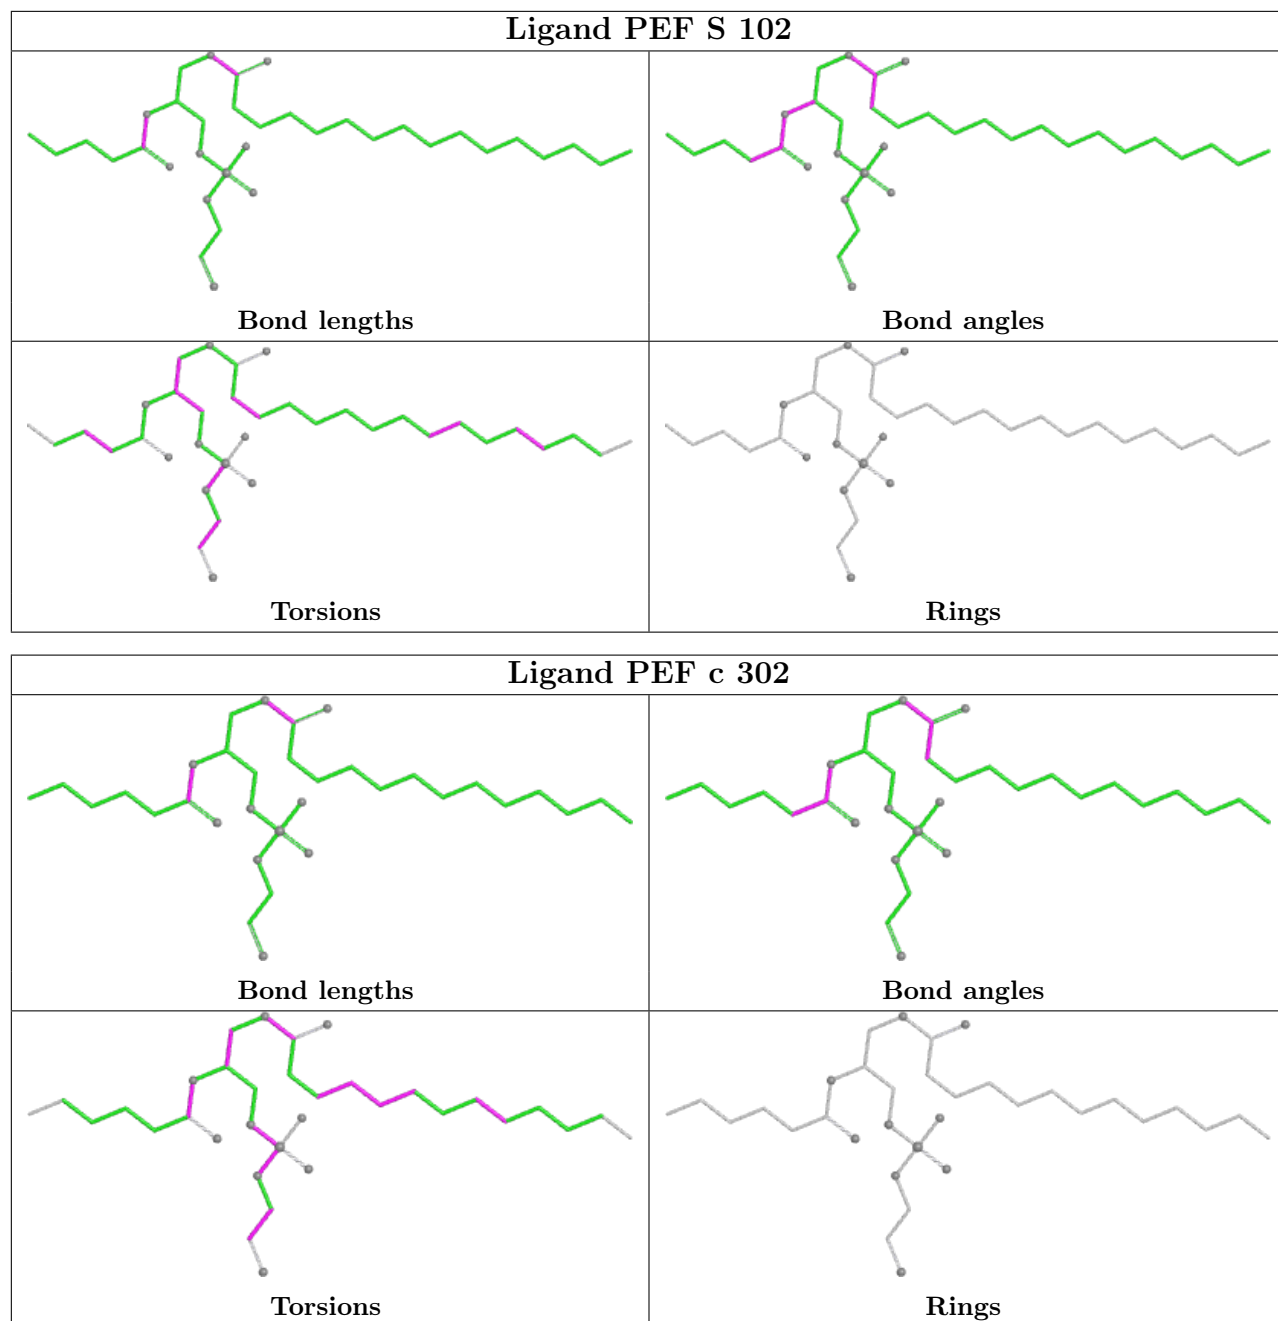 Ligand PEF S 102
Bond lengths
Bond angles
Torsions
Rings
Ligand PEF c 302
Bond lengths
Bond angles
Torsions
Rings